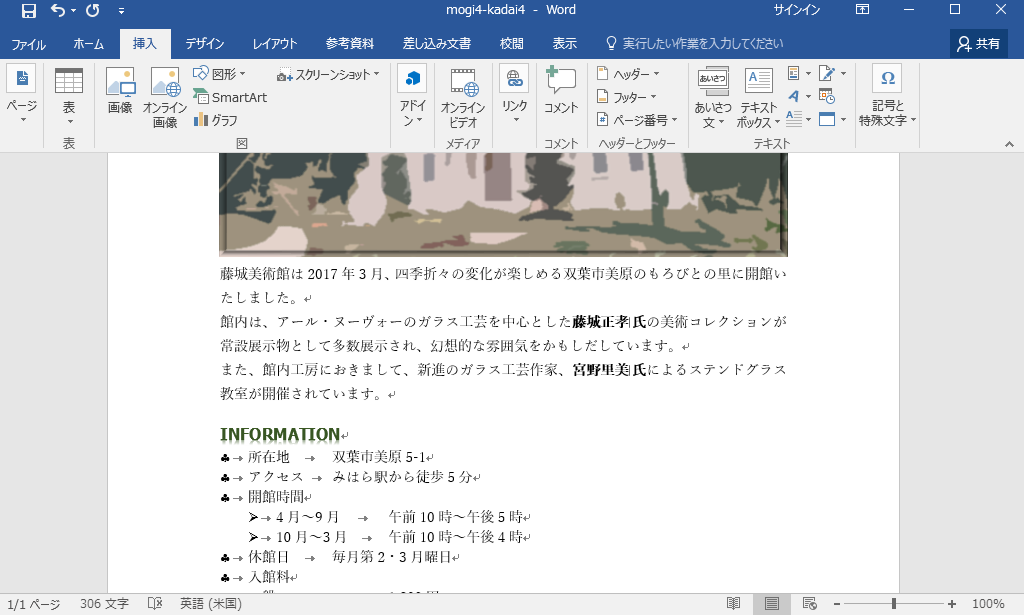 mogi4-kadai4 - Word
サインイン
ファイル ホーム 挿入 デザイン レイアウト 参考資料 差し込み文書 校閲 表示 実行したい作業を入力してください 共有
ページ
表
画像
オンライン
画像
図形
SmartArt
グラフ
スクリーンショット
アドイ
ン
オンライン
ビデオ
リンク
コメント
ヘッダー
フッター
ページ番号
あいさつ
あいさつ
文
テキスト
ボックス
記号と
特殊文字
表 図 メディア コメント ヘッダーとフッター テキスト
藤城美術館は 2017 年 3 月、四季折々の変化が楽しめる双葉市美原のもろびとの里に開館い
たしました。
館内は、アール・ヌーヴォーのガラス工芸を中心とした藤城正孝氏の美術コレクションが
常設展示物として多数展示され、幻想的な雰囲気をかもしだしています。
また、館内工房におきまして、新進のガラス工芸作家、宮野里美氏によるステンドグラス
教室が開催されています。
INFORMATION
♣→所在地 → 双葉市美原 5-1
♣→アクセス → みはら駅から徒歩 5 分
♣→開館時間
➢→4 月～9 月 → 午前 10 時～午後 5 時
➢→10 月～3 月 → 午前 10 時～午後 4 時
♣→休館日 → 毎月第 2・3 月曜日
♣→入館料
1/1 ページ 306 文字 英語 (米国) 100%